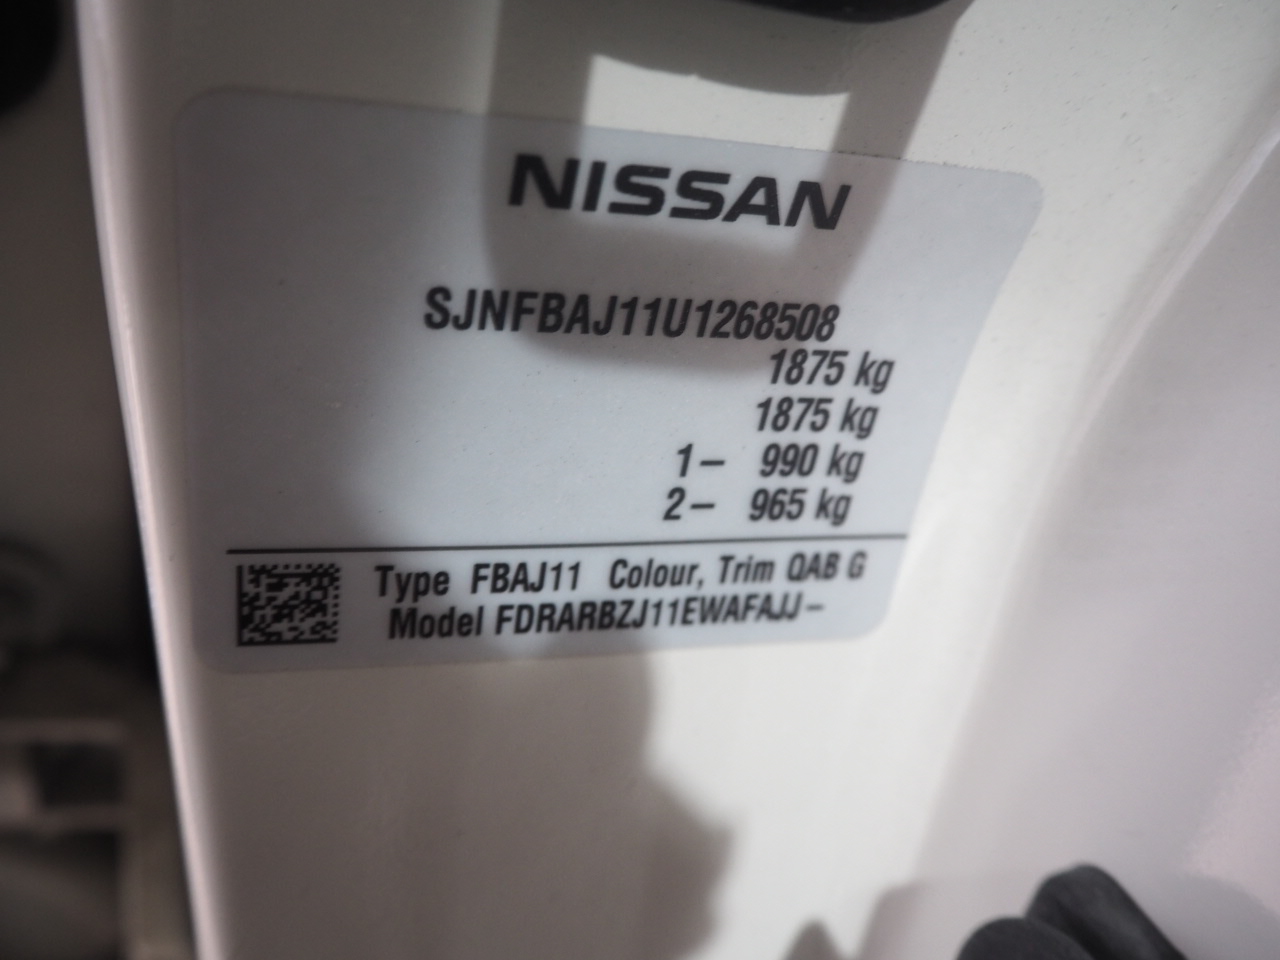 NISSAN
SJNFBAJ11U1268508
1875 kg
1875 kg
1– 990 kg
2– 965 kg
Type FBAJ11 Colour, Trim QAB G
Model FDRARBZJ11EWAFAJJ–